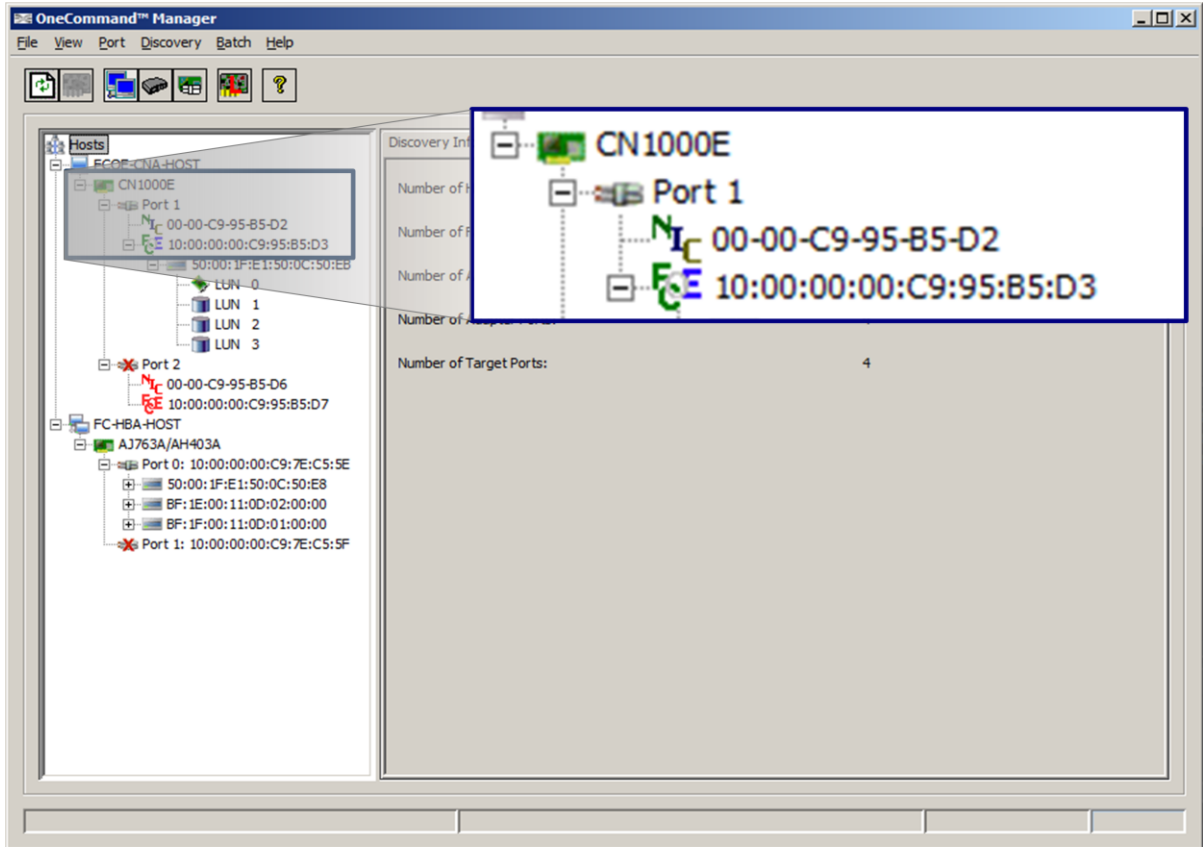 OneCommand™ Manager
File View Port Discovery Batch Help
Hosts
FCOE-CNA-HOST
CN1000E
Port 1
NIC 00-00-C9-95-B5-D2
FCoE 10:00:00:00:C9:95:B5:D3
50:00:1F:E1:50:0C:50:EB
LUN 0
LUN 1
LUN 2
LUN 3
Port 2
NIC 00-00-C9-95-B5-D6
FCoE 10:00:00:00:C9:95:B5:D7
FC-HBA-HOST
AJ763A/AH403A
Port 0: 10:00:00:00:C9:7E:C5:5E
50:00:1F:E1:50:0C:50:E8
BF:1E:00:11:0D:02:00:00
BF:1F:00:11:0D:01:00:00
Port 1: 10:00:00:00:C9:7E:C5:5F
Discovery
Number of
Number of
Number of
Number of
Number of Target Ports: 4
CN1000E
Port 1
NIC 00-00-C9-95-B5-D2
FCoE 10:00:00:00:C9:95:B5:D3